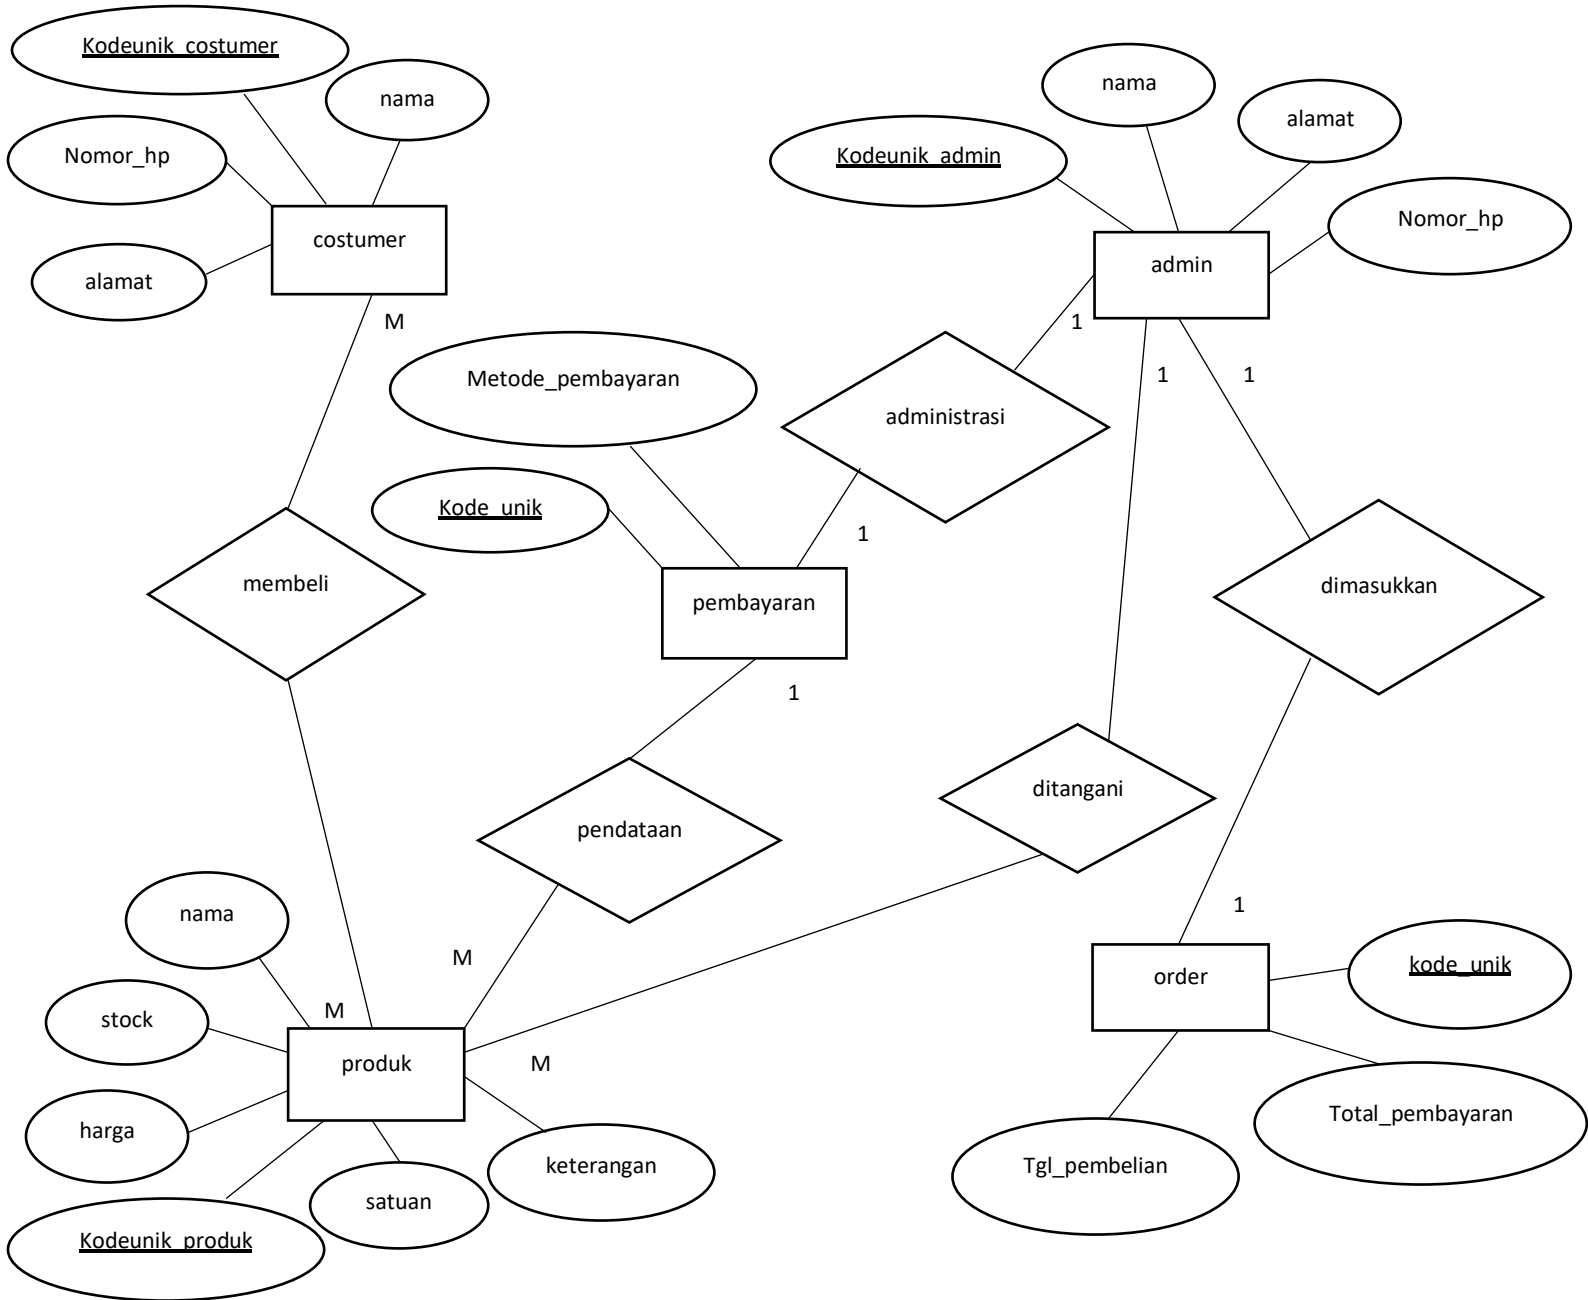 Kodeunik_costumer
nama
Nomor_hp
costumer
alamat
M
nama
alamat
Kodeunik_admin
Nomor_hp
admin
1
1
1
Metode_pembayaran
administrasi
Kode_unik
1
membeli
pembayaran
dimasukkan
1
pendataan
ditangani
nama
M
1
stock
M
produk
M
order
kode_unik
harga
keterangan
satuan
Kodeunik_produk
Total_pembayaran
Tgl_pembelian